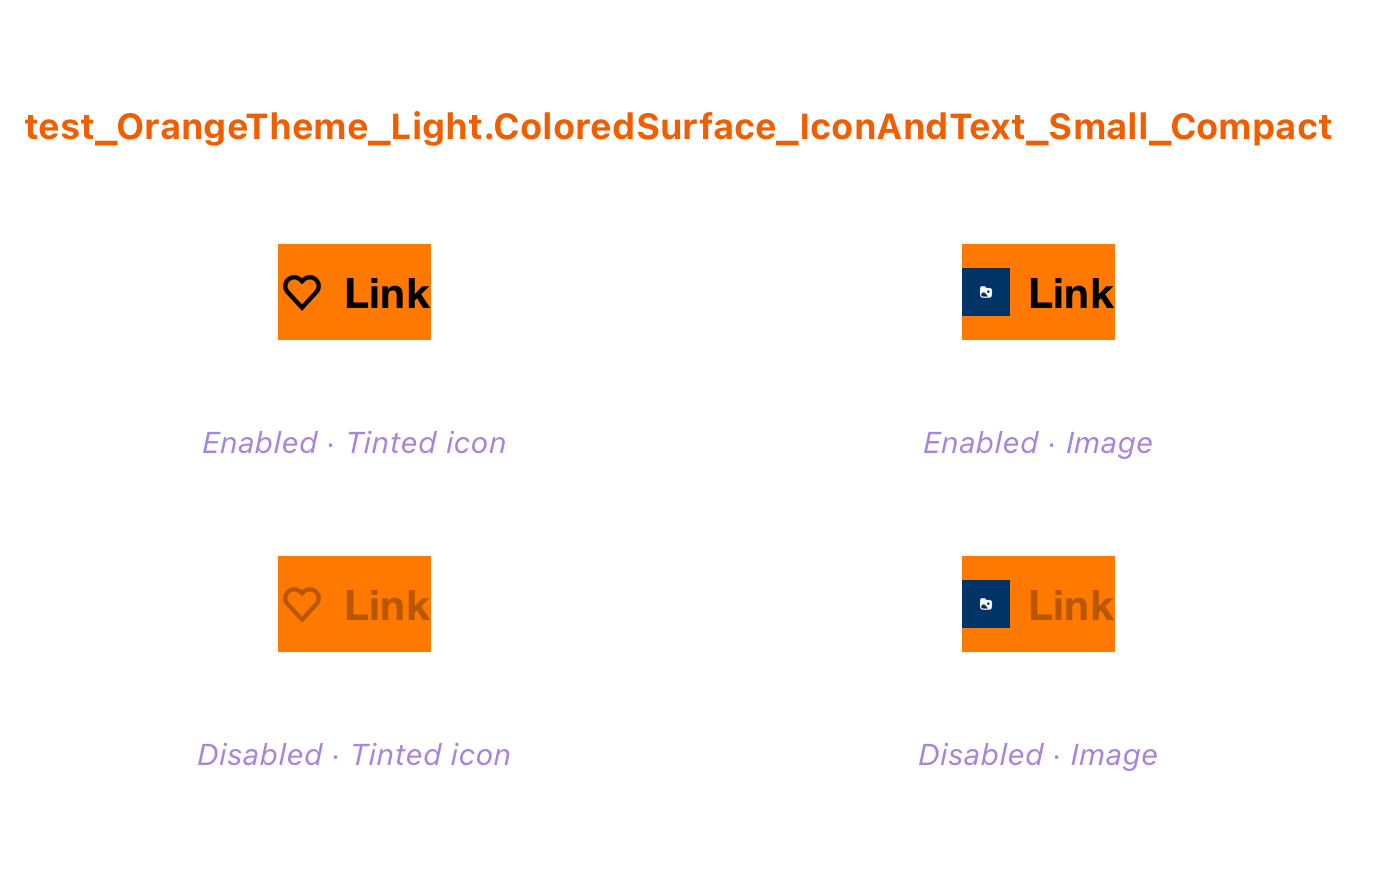 test_OrangeTheme_Light.ColoredSurface_IconAndText_Small_Compact
Link
Link
Enabled · Tinted icon
Enabled · Image
Link
Link
Disabled · Tinted icon
Disabled · Image